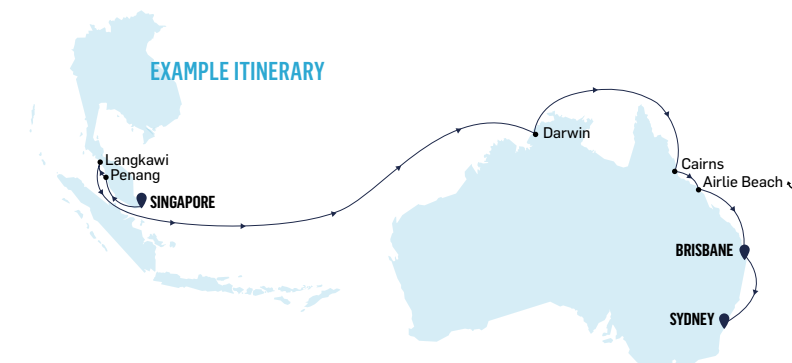 EXAMPLE ITINERARY
Darwin
Langkawi
Penang
Cairns
Airlie Beach
SINGAPORE
BRISBANE
SYDNEY